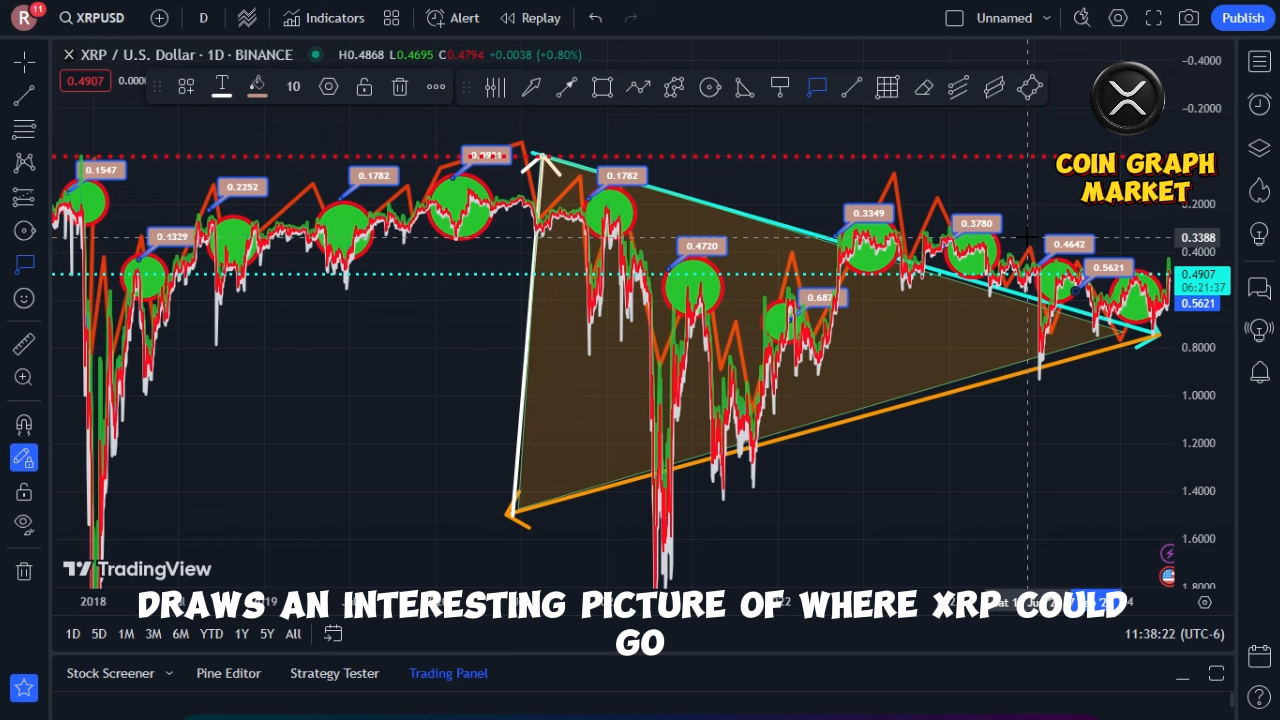 R
11
XRPUSD
D
Indicators
Alert
Replay
Unnamed
Publish
XRP / U.S. Dollar · 1D · BINANCE
H0.4868 L0.4695 C0.4794 +0.0038 (+0.80%)
0.4907
10
−0.4000
−0.2000
COIN GRAPH
MARKET
0.1547
0.2252
0.1782
0.1782
0.4329
0.4720
0.3349
0.3780
0.4642
0.5621
0.3388
0.4000
0.4907
06:21:37
0.5621
0.8000
1.0000
1.2000
1.4000
1.6000
1.8000
TradingView
2018
2019
DRAWS AN INTERESTING PICTURE OF WHERE XRP COULD
GO
1D 5D 1M 3M 6M YTD 1Y 5Y All
11:38:22 (UTC-6)
Stock Screener
Pine Editor
Strategy Tester
Trading Panel